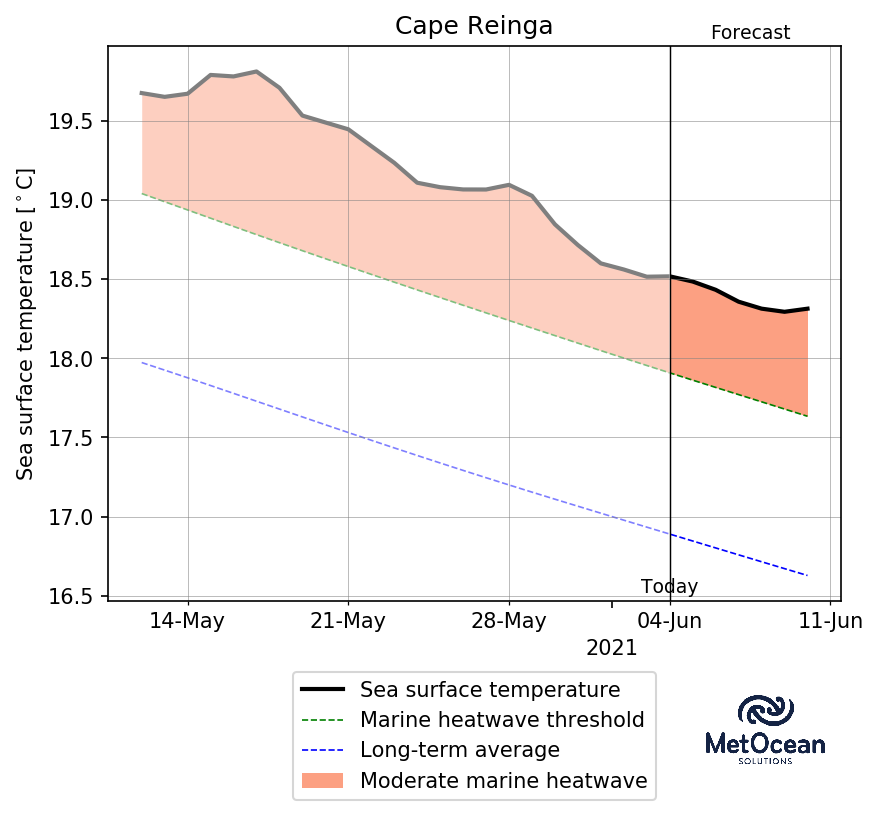 Cape Reinga
Forecast
Sea surface temperature [°C]
19.5
19.0
18.5
18.0
17.5
17.0
16.5
Today
14-May
21-May
28-May
04-Jun
11-Jun
2021
Sea surface temperature
Marine heatwave threshold
Long-term average
Moderate marine heatwave
MetOcean
SOLUTIONS